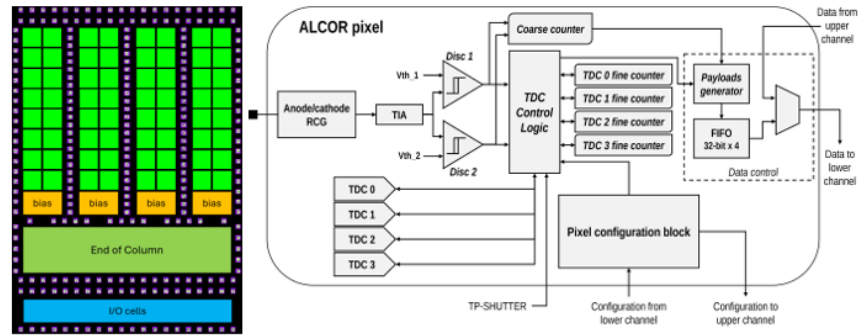 bias
bias
bias
bias
End of Column
I/O cells
ALCOR pixel
Anode/cathode
RCG
TIA
Vth_1
Disc 1
Vth_2
Disc 2
Coarse counter
TDC
Control
Logic
TDC 0 fine counter
TDC 1 fine counter
TDC 2 fine counter
TDC 3 fine counter
Payloads
generator
FIFO
32-bit x 4
Data control
Data from
upper
channel
Data to
lower
channel
TDC 0
TDC 1
TDC 2
TDC 3
Pixel configuration block
TP-SHUTTER
Configuration from
lower channel
Configuration to
upper channel